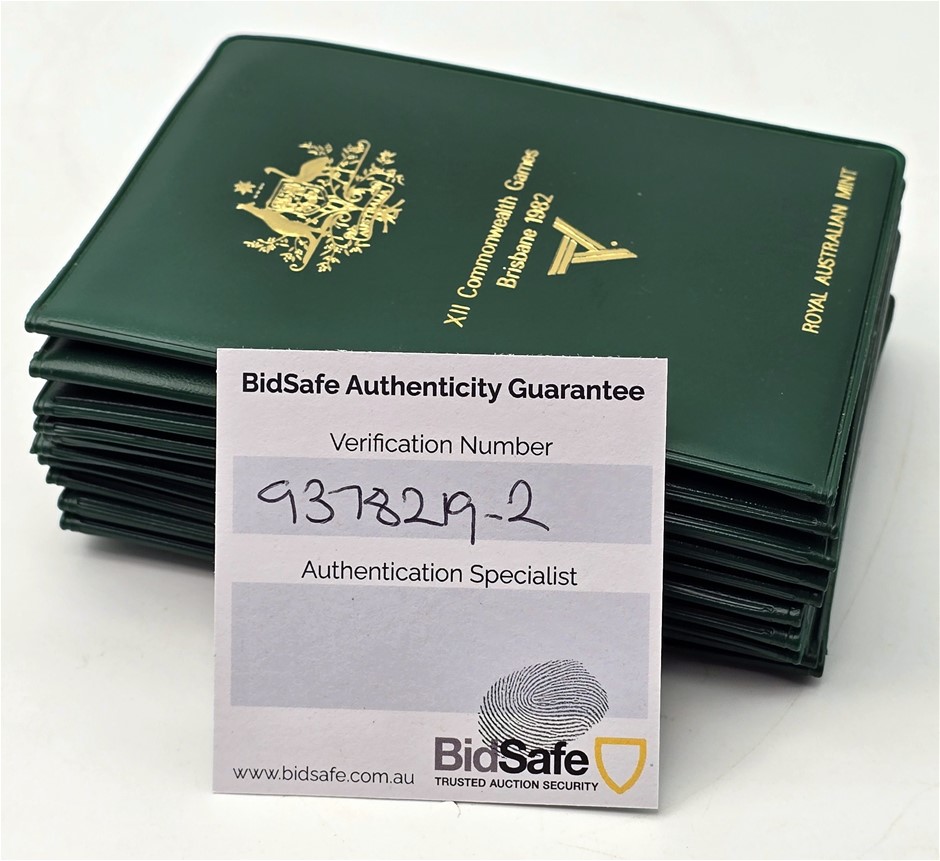 XII Commonwealth Games
Brisbane 1982
ROYAL AUSTRALIAN MINT
BidSafe Authenticity Guarantee
Verification Number
9378219-2
Authentication Specialist
BidSafe
TRUSTED AUCTION SECURITY
www.bidsafe.com.au